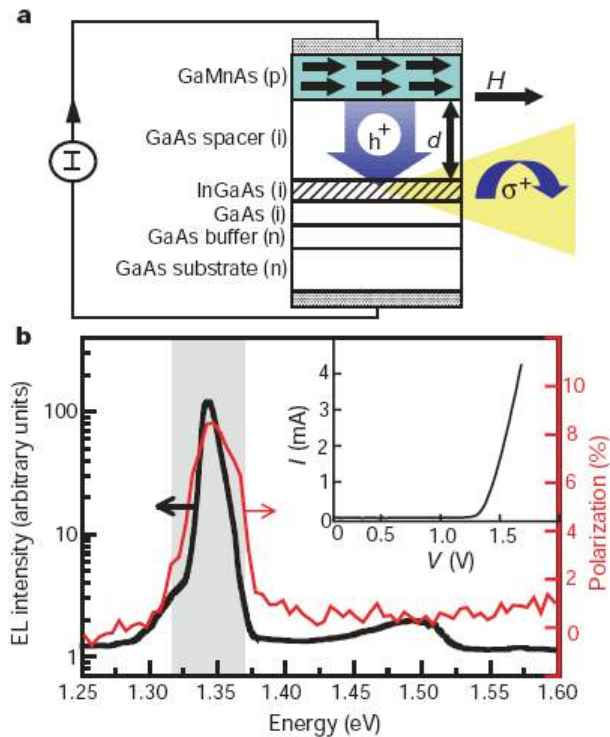 a
GaMnAs (p)
H
GaAs spacer (i)
h+
d
I
InGaAs (i)
σ+
GaAs (i)
GaAs buffer (n)
GaAs substrate (n)
b
EL intensity (arbitrary units)
100
10
1
I (mA)
4
3
2
1
0
0
0.5
1.0
1.5
V (V)
10
8
6
4
2
0
Polarization (%)
1.25
1.30
1.35
1.40
1.45
1.50
1.55
1.60
Energy (eV)